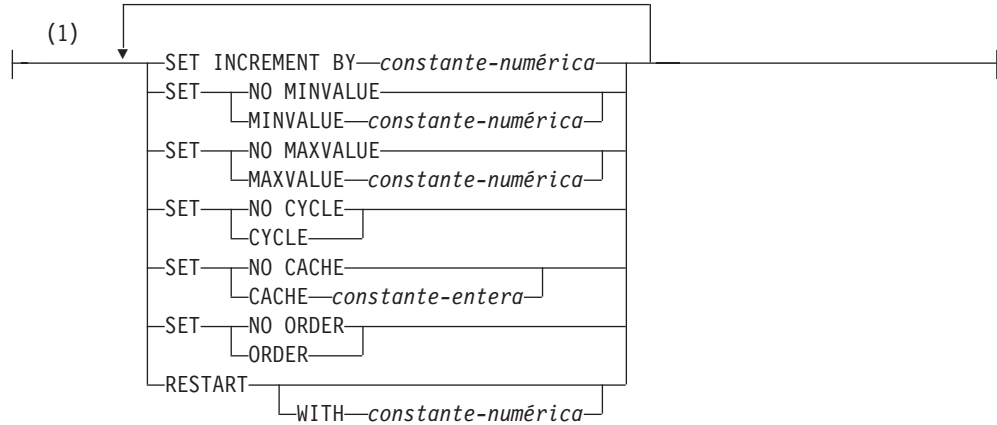 (1)
SET INCREMENT BY constante-numérica
SET NO MINVALUE
MINVALUE constante-numérica
SET NO MAXVALUE
MAXVALUE constante-numérica
SET NO CYCLE
CYCLE
SET NO CACHE
CACHE constante-entera
SET NO ORDER
ORDER
RESTART
WITH constante-numérica